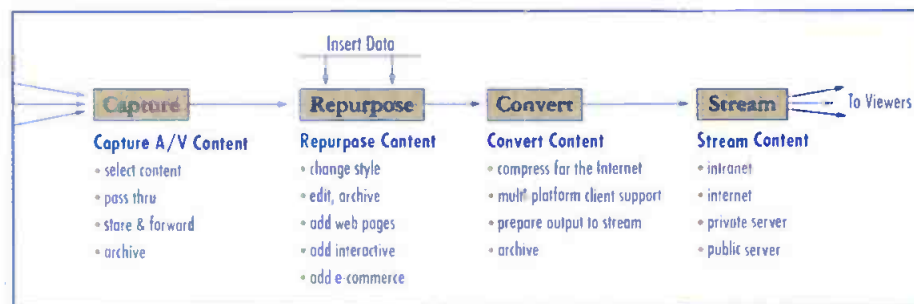 Insert Data
Capture
Repurpose
Convert
Stream
To Viewers
Capture A/V Content
• select content
• pass thru
• store & forward
• archive
Repurpose Content
• change style
• edit, archive
• add web pages
• add interactive
• add e-commerce
Convert Content
• compress for the Internet
• multi platform client support
• prepare output to stream
• archive
Stream Content
• intranet
• internet
• private server
• public server